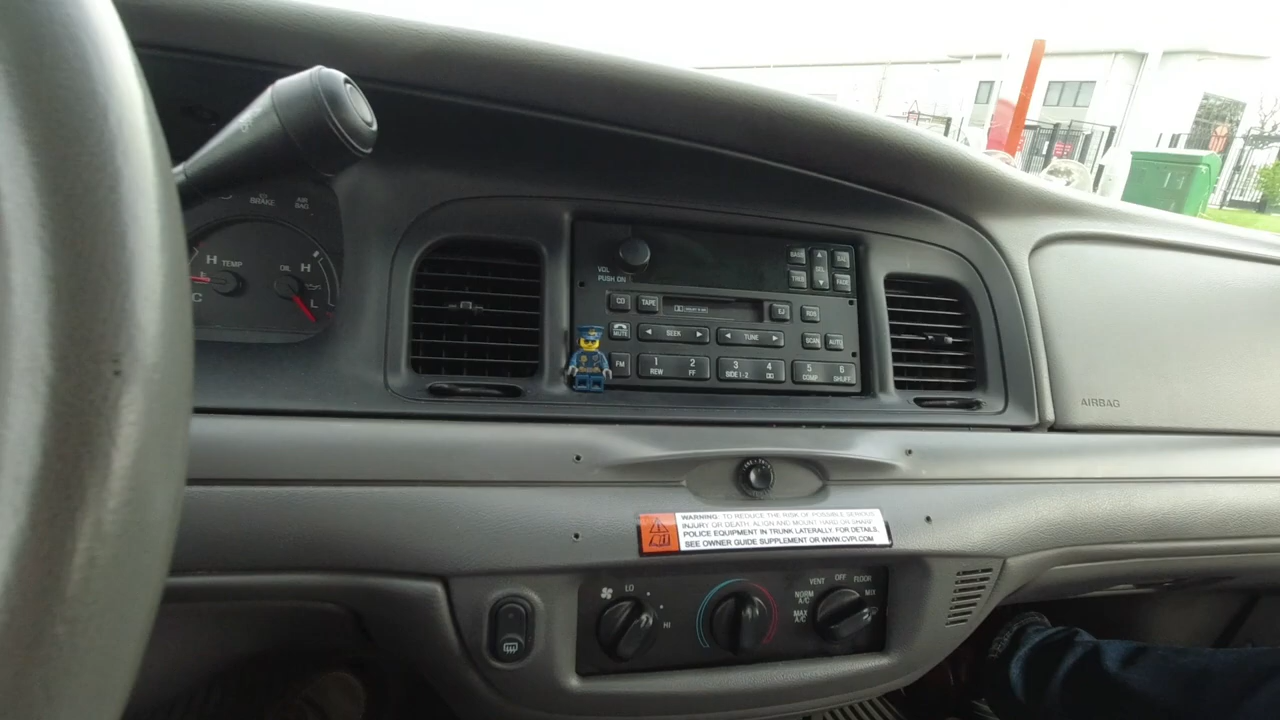 BRAKE
AIR
BAG
H
TEMP
C
OIL
H
L
VOL
PUSH ON
BASS
SEL
BAL
TREB
FADE
CD
TAPE
EJ
RDS
MUTE
SEEK
TUNE
SCAN
AUTO
FM
1
2
3
4
5
6
REW
FF
SIDE 1-2
COMP
SHUFF
AIRBAG
WARNING: TO REDUCE THE RISK OF POSSIBLE SERIOUS
INJURY OR DEATH, ALIGN AND MOUNT HARD OR SHARP
POLICE EQUIPMENT IN TRUNK LATERALLY. FOR DETAILS,
SEE OWNER GUIDE SUPPLEMENT OR WWW.CVPI.COM
LO
HI
VENT
OFF
FLOOR
NORM
A/C
MIX
MAX
A/C